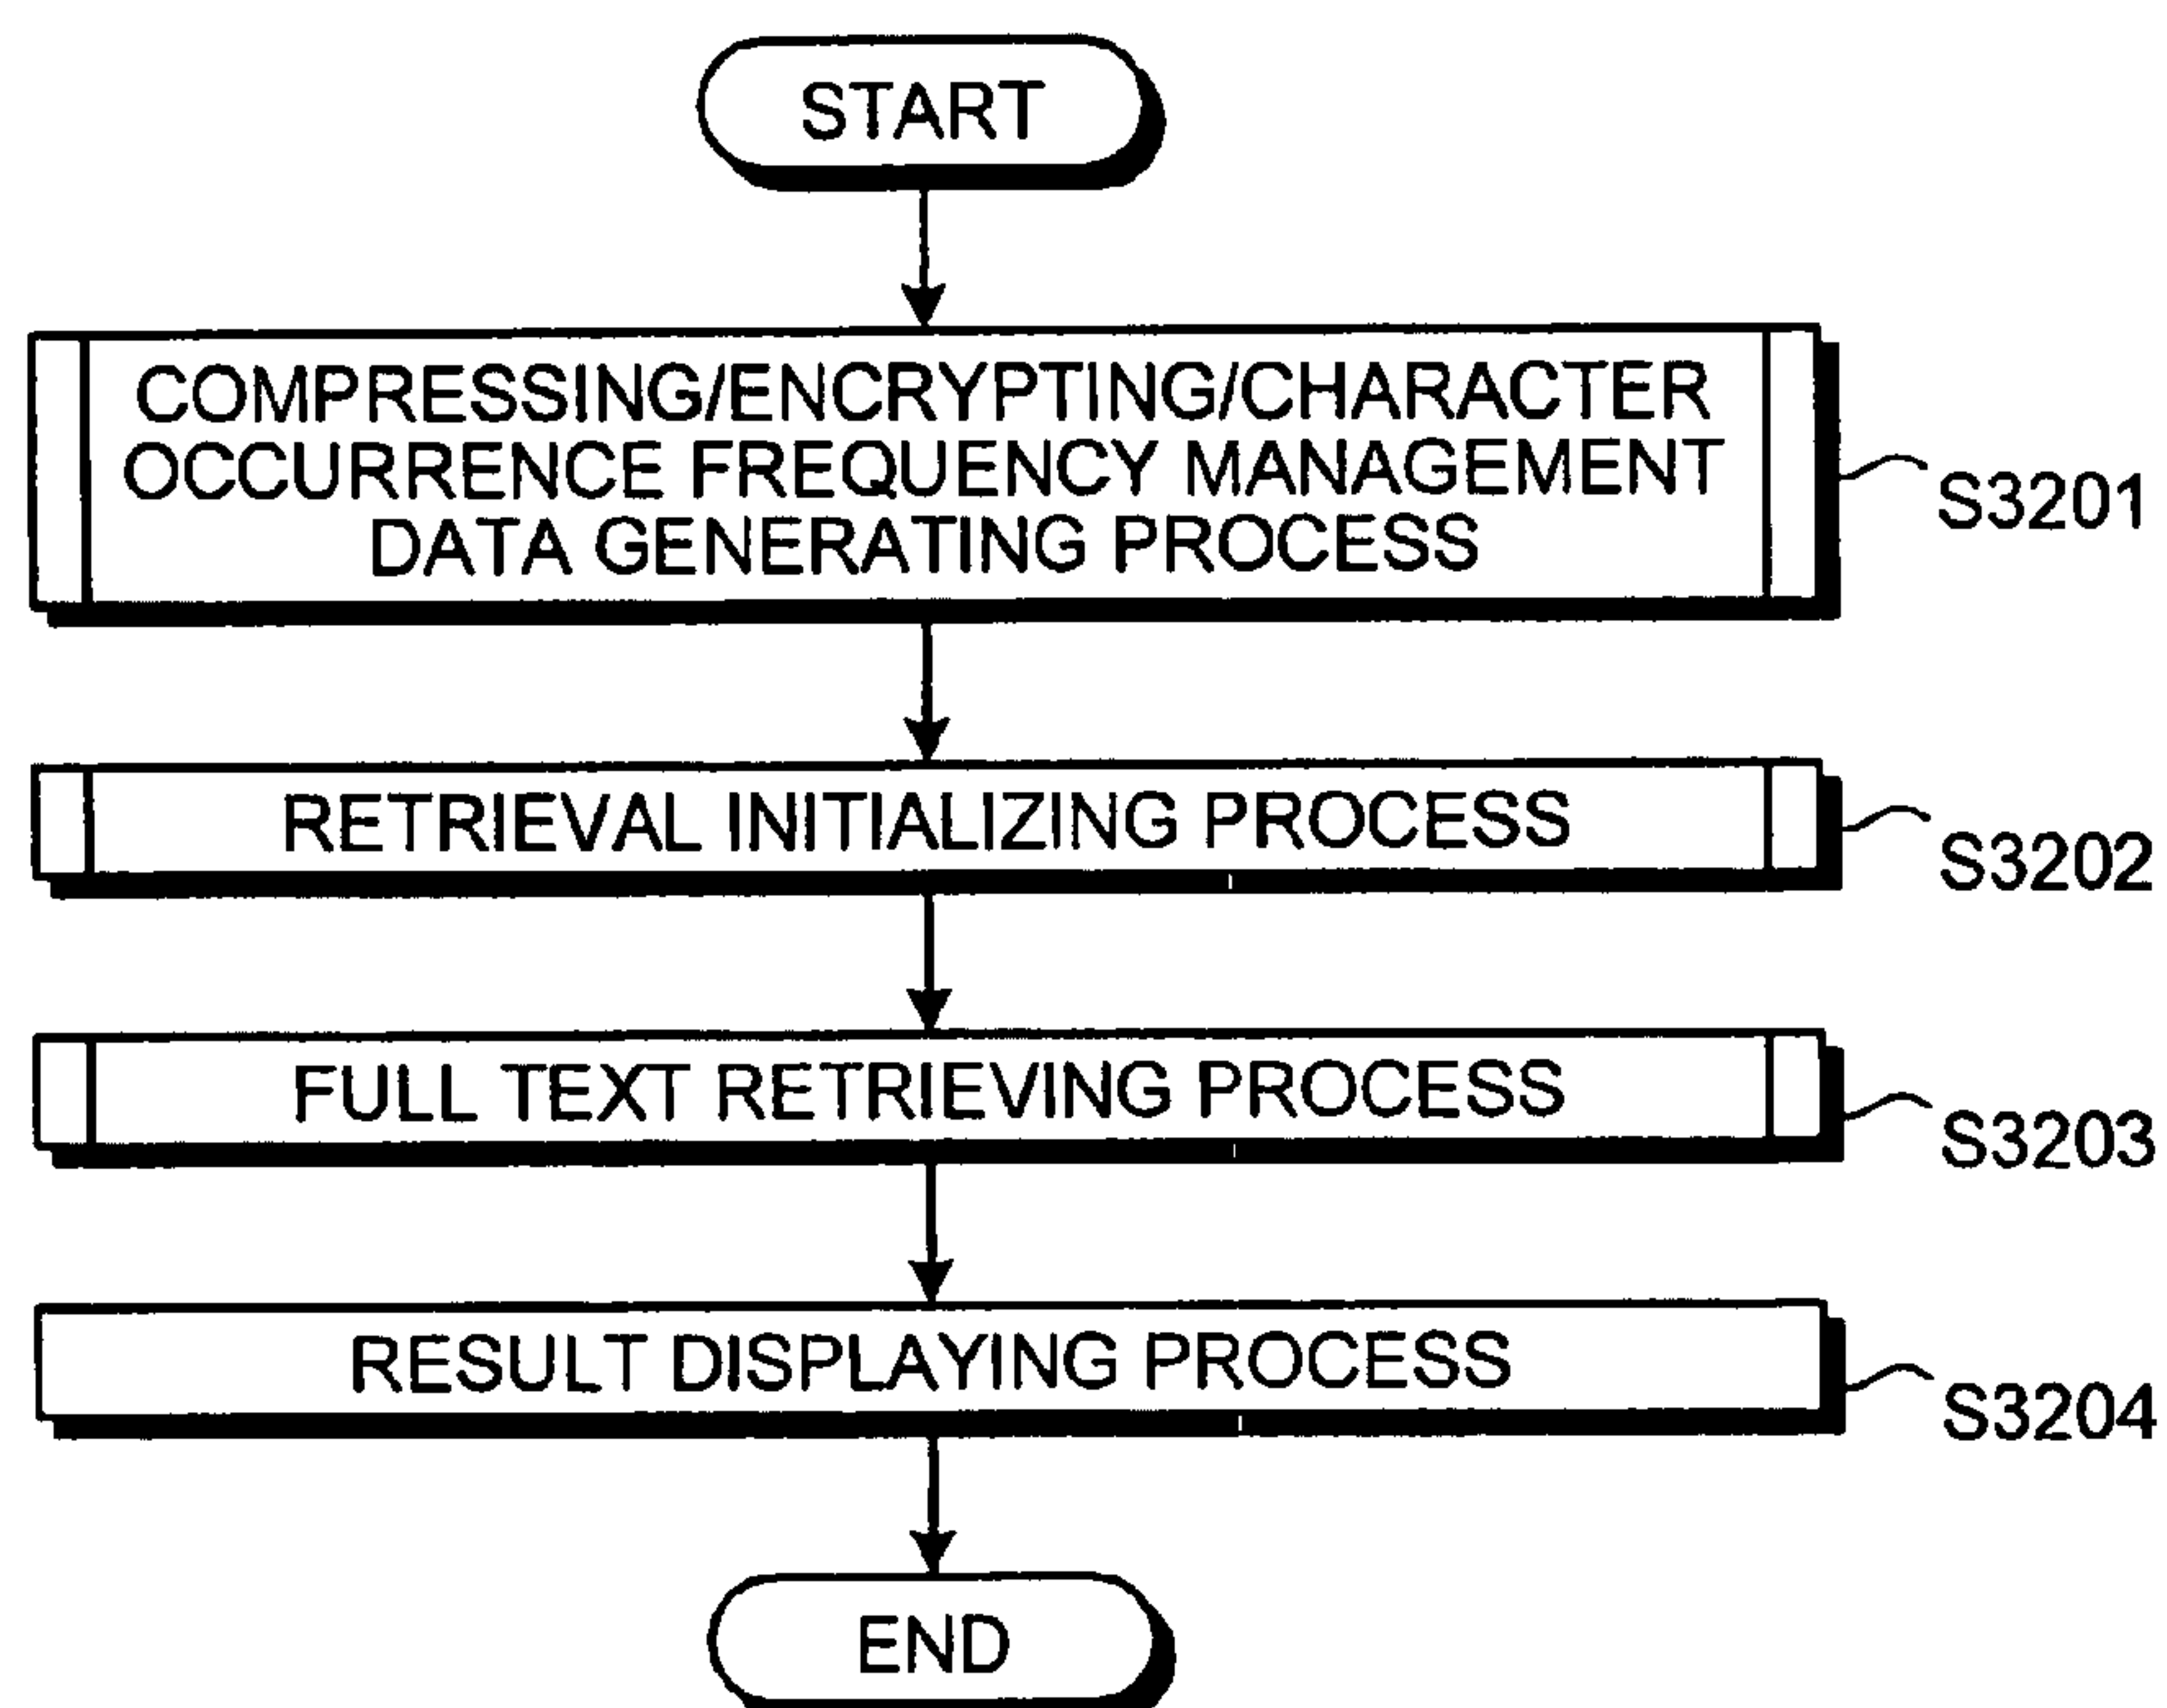 START
COMPRESSING/ENCRYPTING/CHARACTER
OCCURRENCE FREQUENCY MANAGEMENT
DATA GENERATING PROCESS
S3201
RETRIEVAL INITIALIZING PROCESS
S3202
FULL TEXT RETRIEVING PROCESS
S3203
RESULT DISPLAYING PROCESS
S3204
END